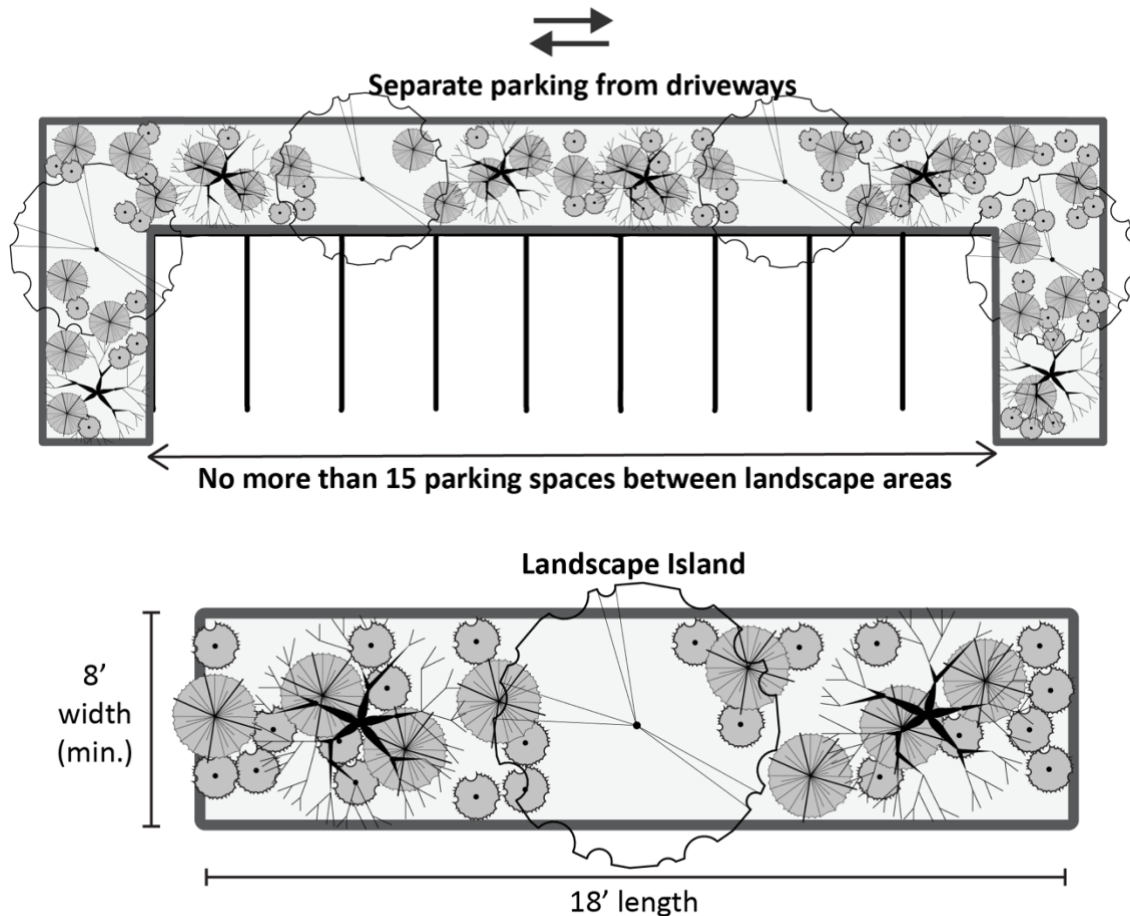 Separate parking from driveways
No more than 15 parking spaces between landscape areas
Landscape Island
8’
width
(min.)
18’ length